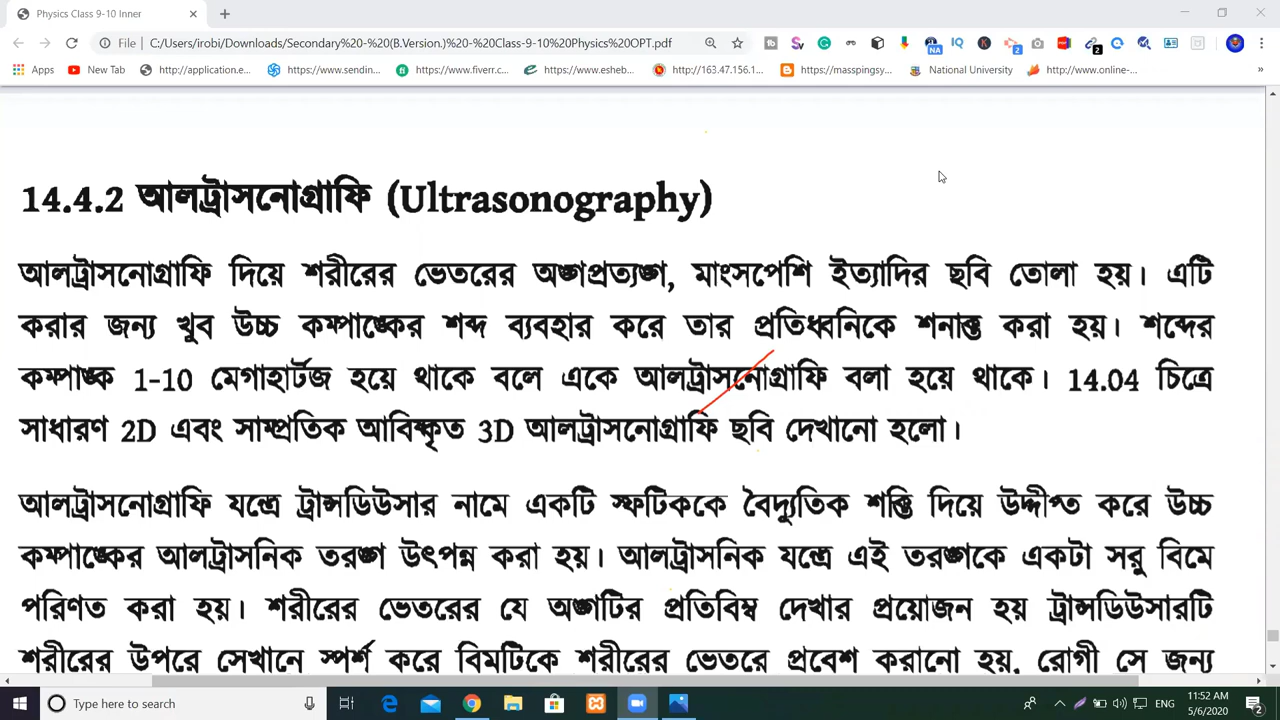 Physics Class 9-10 Inner
File
C:/Users/irobi/Downloads/Secondary%20-%20(B.Version.)%20-%20Class-9-10%20Physics%20OPT.pdf
Apps
New Tab
http://application.e...
https://www.sendin...
https://www.fiverr.c...
https://www.esheb...
http://163.47.156.1...
https://masspingsy...
National University
http://www.online-...
»
14.4.2 আলট্রাসনোগ্রাফি (Ultrasonography)
আলট্রাসনোগ্রাফি দিয়ে শরীরের ভেতরের অঙ্গপ্রত্যঙ্গ, মাংসপেশি ইত্যাদির ছবি তোলা হয়। এটি
করার জন্য খুব উচ্চ কম্পাঙ্কের শব্দ ব্যবহার করে তার প্রতিধ্বনিকে শনাক্ত করা হয়। শব্দের
কম্পাঙ্ক 1-10 মেগাহার্টজ হয়ে থাকে বলে একে আলট্রাসনোগ্রাফি বলা হয়ে থাকে। 14.04 চিত্রে
সাধারণ 2D এবং সাম্প্রতিক আবিষ্কৃত 3D আলট্রাসনোগ্রাফি ছবি দেখানো হলো।
আলট্রাসনোগ্রাফি যন্ত্রে ট্রান্সডিউসার নামে একটি স্ফটিককে বৈদ্যুতিক শক্তি দিয়ে উদ্দীপ্ত করে উচ্চ
কম্পাঙ্কের আলট্রাসনিক তরঙ্গ উৎপন্ন করা হয়। আলট্রাসনিক যন্ত্রে এই তরঙ্গকে একটা সরু বিমে
পরিণত করা হয়। শরীরের ভেতরের যে অঙ্গটির প্রতিবিম্ব দেখার প্রয়োজন হয় ট্রান্সডিউসারটি
শরীরের উপরে সেখানে স্পর্শ করে বিমটিকে শরীরের ভেতরে প্রবেশ করানো হয়, রোগী সে জন্য
Type here to search
ENG
11:52 AM
5/6/2020
2